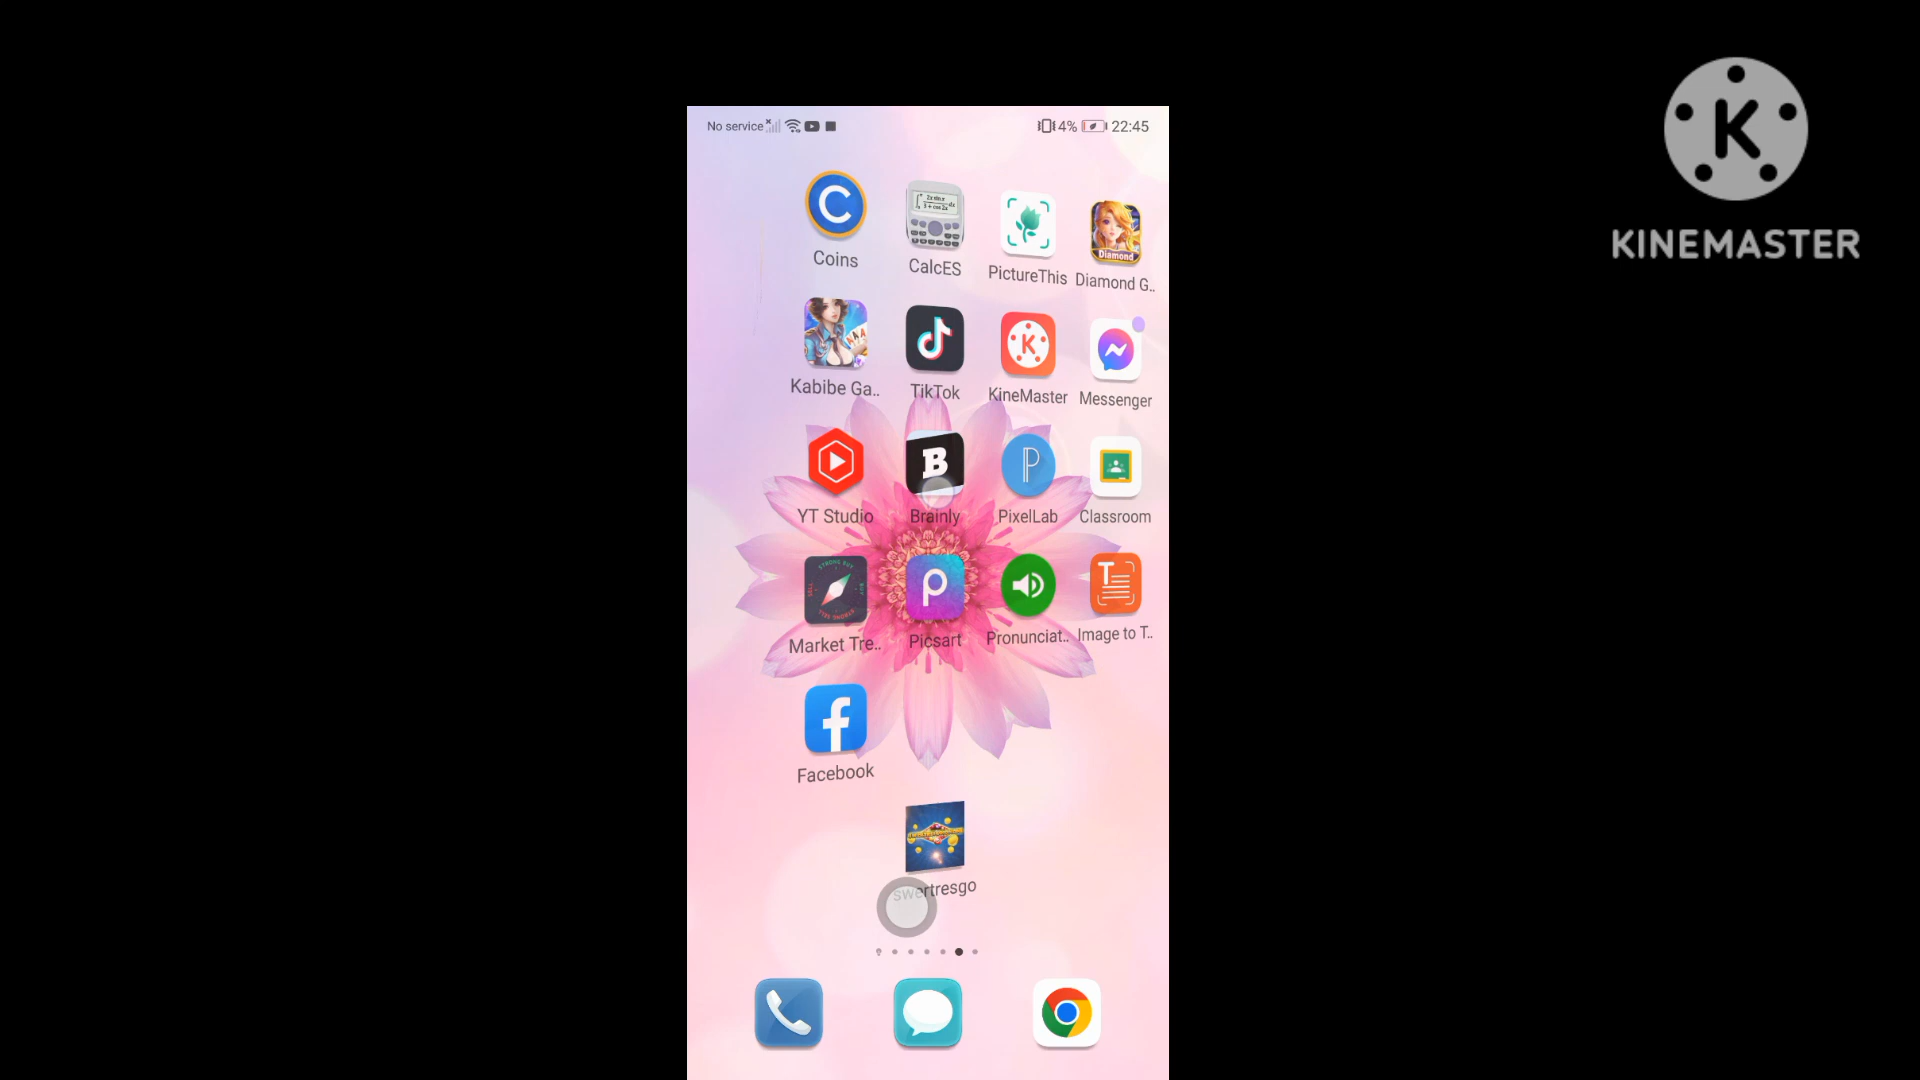 No service 4% 22:45
KINEMASTER
Coins CalcES PictureThis Diamond G..
Diamond
Kabibe Ga.. TikTok KineMaster Messenger
YT Studio Brainly PixelLab Classroom
Market Tre.. Picsart Pronunciat.. Image to T..
Facebook
swertresgo